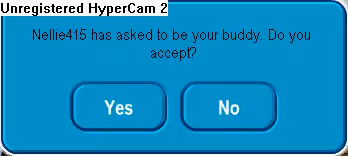 Unregistered HyperCam 2
Nellie415 has asked to be your buddy. Do you
accept?
Yes No